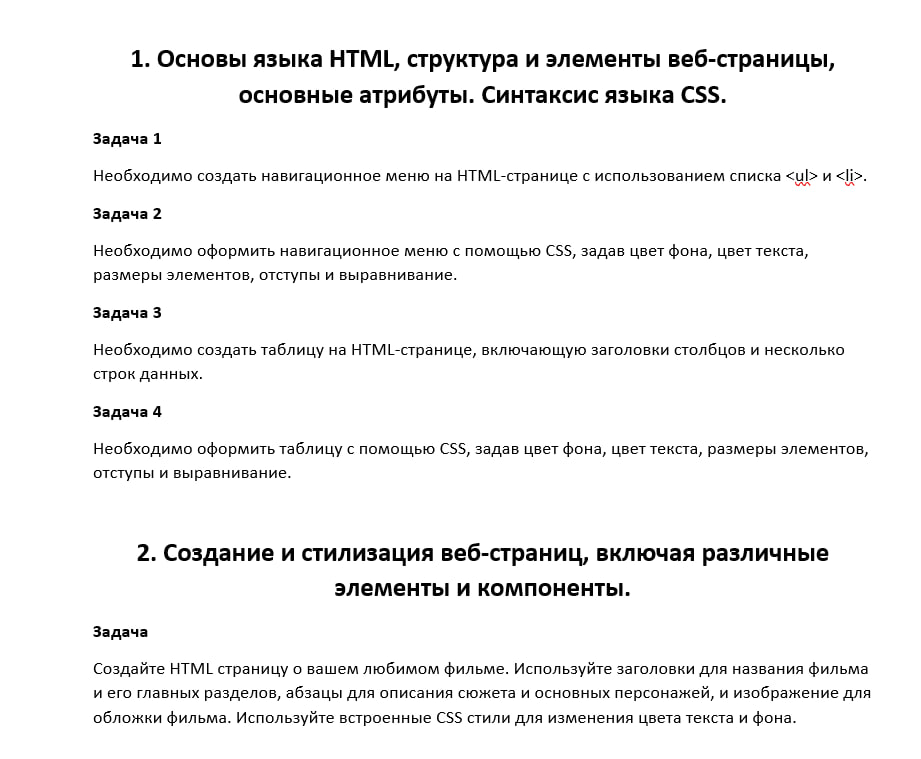 1. Основы языка HTML, структура и элементы веб-страницы,
основные атрибуты. Синтаксис языка CSS.
Задача 1
Необходимо создать навигационное меню на HTML-странице с использованием списка <ul> и <li>.
Задача 2
Необходимо оформить навигационное меню с помощью CSS, задав цвет фона, цвет текста,
размеры элементов, отступы и выравнивание.
Задача 3
Необходимо создать таблицу на HTML-странице, включающую заголовки столбцов и несколько
строк данных.
Задача 4
Необходимо оформить таблицу с помощью CSS, задав цвет фона, цвет текста, размеры элементов,
отступы и выравнивание.
2. Создание и стилизация веб-страниц, включая различные
элементы и компоненты.
Задача
Создайте HTML страницу о вашем любимом фильме. Используйте заголовки для названия фильма
и его главных разделов, абзацы для описания сюжета и основных персонажей, и изображение для
обложки фильма. Используйте встроенные CSS стили для изменения цвета текста и фона.